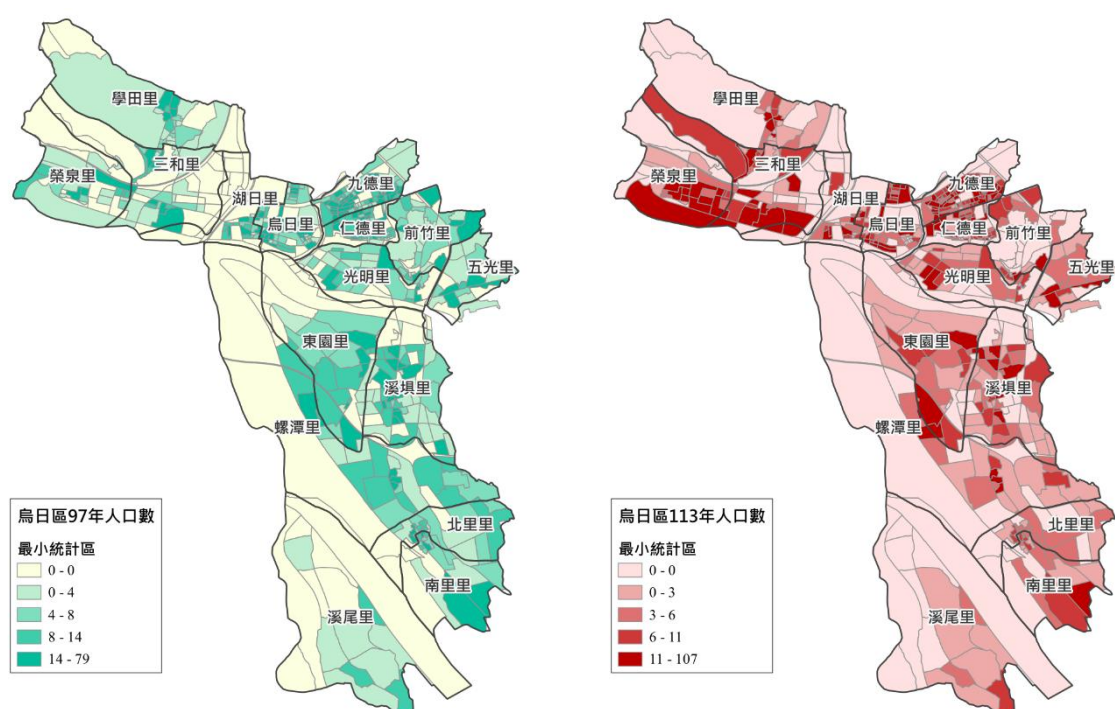 學田里
三和里
榮泉里
湖日里
烏日里
九德里
仁德里
前竹里
五光里
光明里
東園里
溪埧里
螺潭里
北里里
南里里
溪尾里
烏日區97年人口數
最小統計區
0 - 0
0 - 4
4 - 8
8 - 14
14 - 79
學田里
三和里
榮泉里
湖日里
烏日里
九德里
仁德里
前竹里
五光里
光明里
東園里
溪埧里
螺潭里
北里里
南里里
溪尾里
烏日區113年人口數
最小統計區
0 - 0
0 - 3
3 - 6
6 - 11
11 - 107